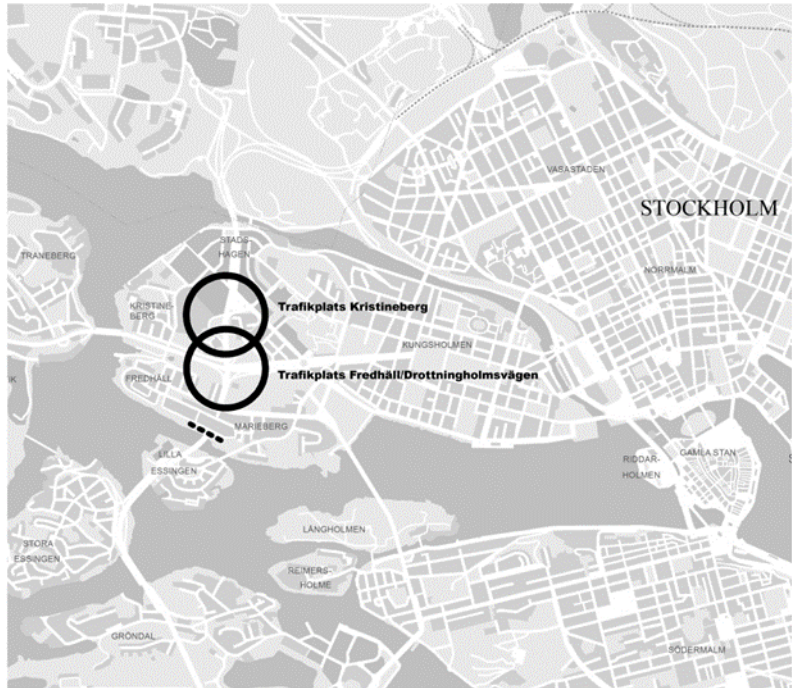 VASASTADEN
STOCKHOLM
STADS-
HAGEN
TRANEBERG
NORRMALM
KRISTINE-
BERG
Trafikplats Kristineberg
KUNGSHOLMEN
FREDHÄLL
Trafikplats Fredhäll/Drottningholmsvägen
IK
MARIEBERG
LILLA
ESSINGEN
GAMLA STAN
RIDDAR-
HOLMEN
LÅNGHOLMEN
STORA
ESSINGEN
REIMERS-
HOLME
GRÖNDAL
SÖDERMALM